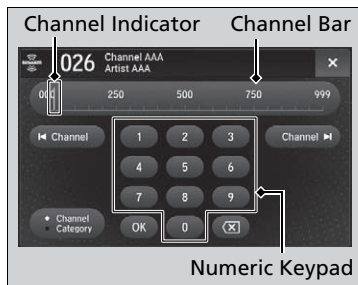 Channel Indicator Channel Bar
026 Channel AAA
Artist AAA
000 250 500 750 999
Channel 1 2 3 Channel
4 5 6
7 8 9
Channel
Category
OK 0
Numeric Keypad